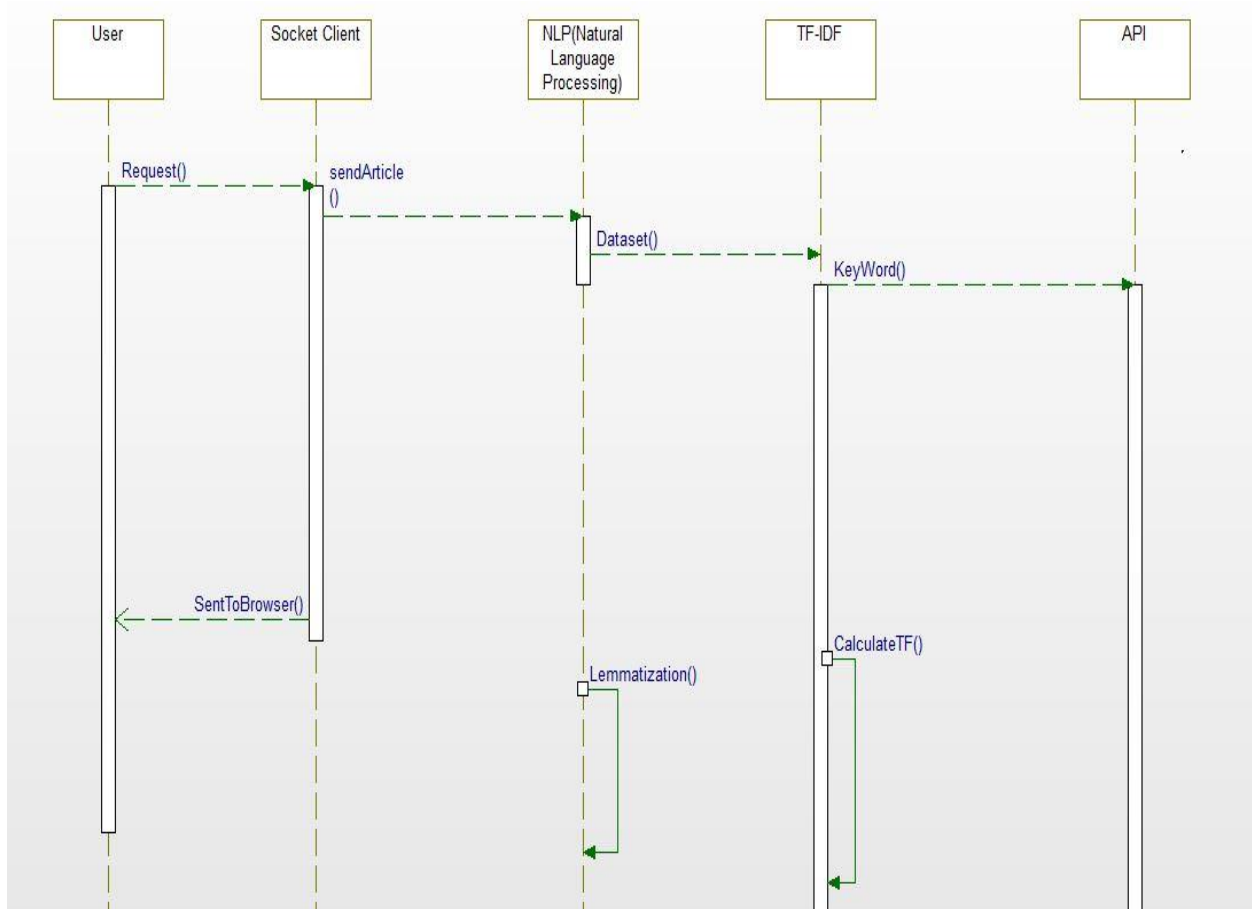 User
Socket Client
NLP(Natural
Language
Processing)
TF-IDF
API
Request()
sendArticle
()
Dataset()
KeyWord()
SentToBrowser()
CalculateTF()
Lemmatization()